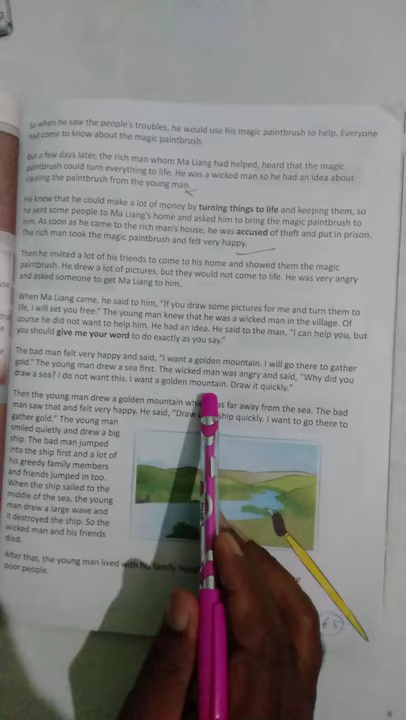 So when he saw the people's troubles, he would use his magic paintbrush to help. Everyone
had come to know about the magic paintbrush.
But a few days later, the rich man whom Ma Liang had helped, heard that the magic
paintbrush could turn everything to life. He was a wicked man so he had an idea about
stealing the paintbrush from the young man.
He knew that he could make a lot of money by turning things to life and keeping them, so
he sent some people to Ma Liang's home and asked him to bring the magic paintbrush to
him. As soon as he came to the rich man's house, he was accused of theft and put in prison.
The rich man took the magic paintbrush and felt very happy.
Then he invited a lot of his friends to come to his home and showed them the magic
paintbrush. He drew a lot of pictures, but they would not come to life. He was very angry
and asked someone to get Ma Liang to him.
When Ma Liang came, he said to him, "If you draw some pictures for me and turn them to
life, I will set you free." The young man knew that he was a wicked man in the village. Of
course he did not want to help him. He had an idea. He said to the man, "I can help you, but
you should give me your word to do exactly as you say."
The bad man felt very happy and said, "I want a golden mountain. I will go there to gather
gold." The young man drew a sea first. The wicked man was angry and said, "Why did you
draw a sea? I do not want this. I want a golden mountain. Draw it quickly."
Then the young man drew a golden mountain as far away from the sea. The bad
man saw that and felt very happy. He said, "Draw ship quickly. I want to go there to
gather gold." The young man
smiled quietly and drew a big
ship. The bad man jumped
into the ship first and a lot of
his greedy family members
and friends jumped in too.
When the ship sailed to the
middle of the sea, the young
man drew a large wave and
it destroyed the ship. So the
wicked man and his friends
died.
After that, the young man lived with his family
poor people.
65